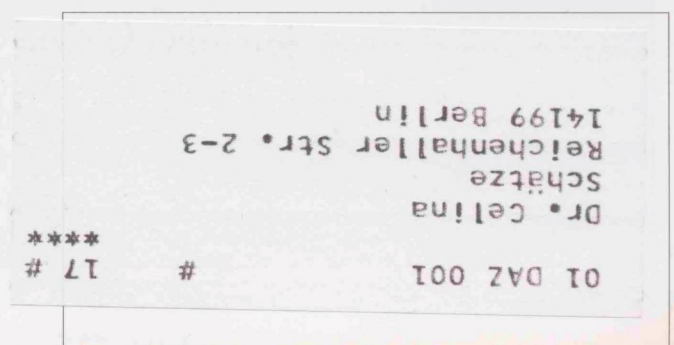 01 DAZ 001 # 17 #
****
Dr. Celina
Schätze
Reichenhaller Str. 2-3
14199 Berlin